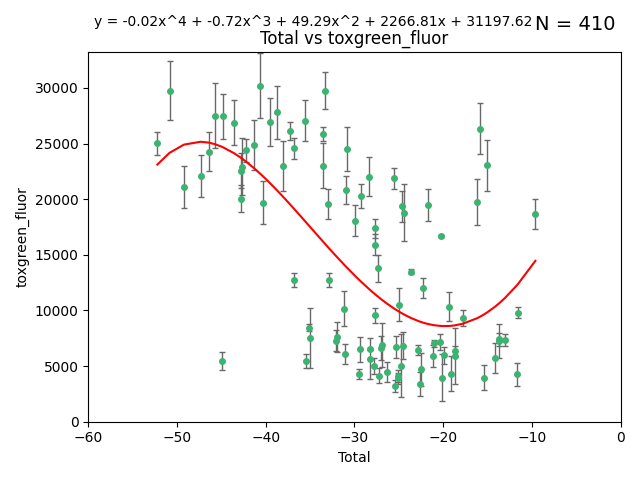 y = -0.02x^4 + -0.72x^3 + 49.29x^2 + 2266.81x + 31197.62 N = 410
Total vs toxgreen_fluor
30000
25000
20000
15000
10000
5000
0
toxgreen_fluor
−60 −50 −40 −30 −20 −10 0
Total